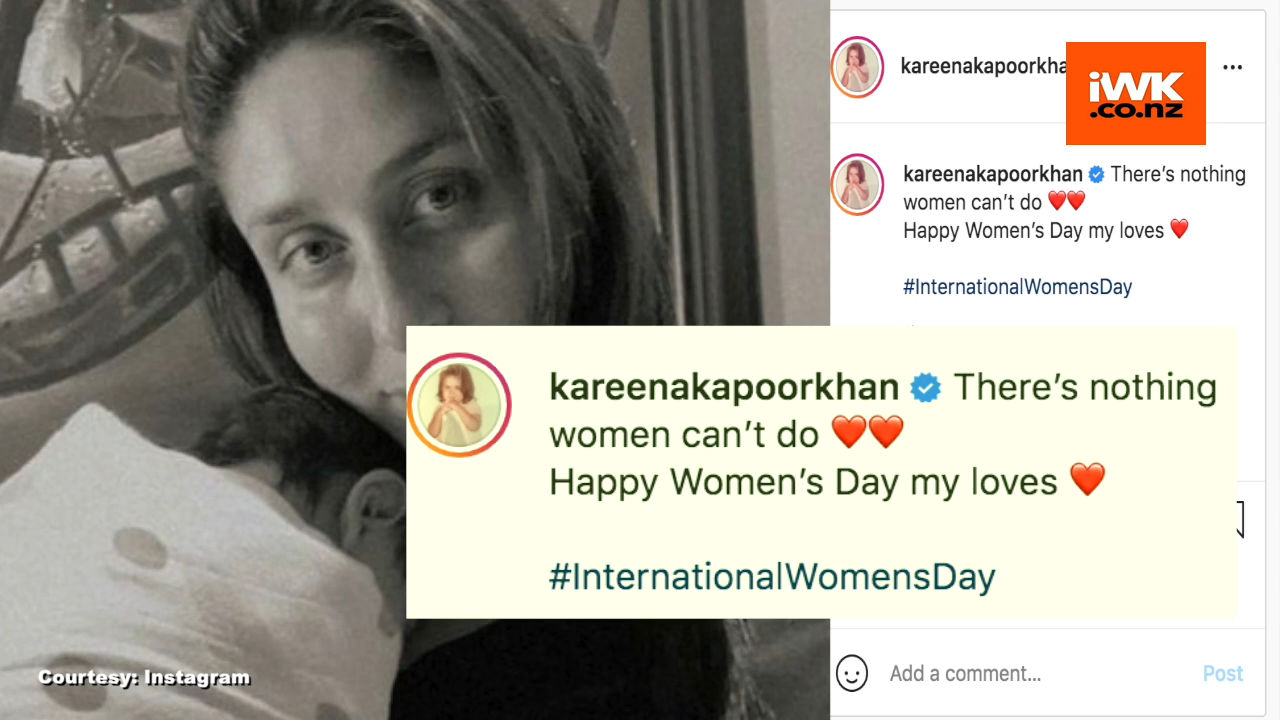 kareenakapoorkha
iWK
.co.nz
kareenakapoorkhan There’s nothing
women can’t do ❤️❤️
Happy Women’s Day my loves ❤️
#InternationalWomensDay
kareenakapoorkhan There’s nothing
women can’t do ❤️❤️
Happy Women’s Day my loves ❤️
#InternationalWomensDay
Courtesy: Instagram
Add a comment...
Post